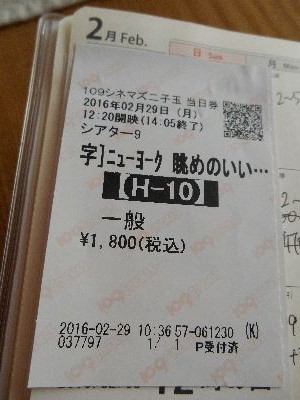 2月 Feb.
日 Sun
月 Mon
109シネマズ二子玉 当日券
2016年02月29日 (月)
12:20開映(14:05終了)
シアター9
字]ニューヨーク 眺めのいい…
【H-10】
一般
¥1,800(税込)
2016-02-29 10:36 57-061230 (K)
037797 1/ 1 P受付済